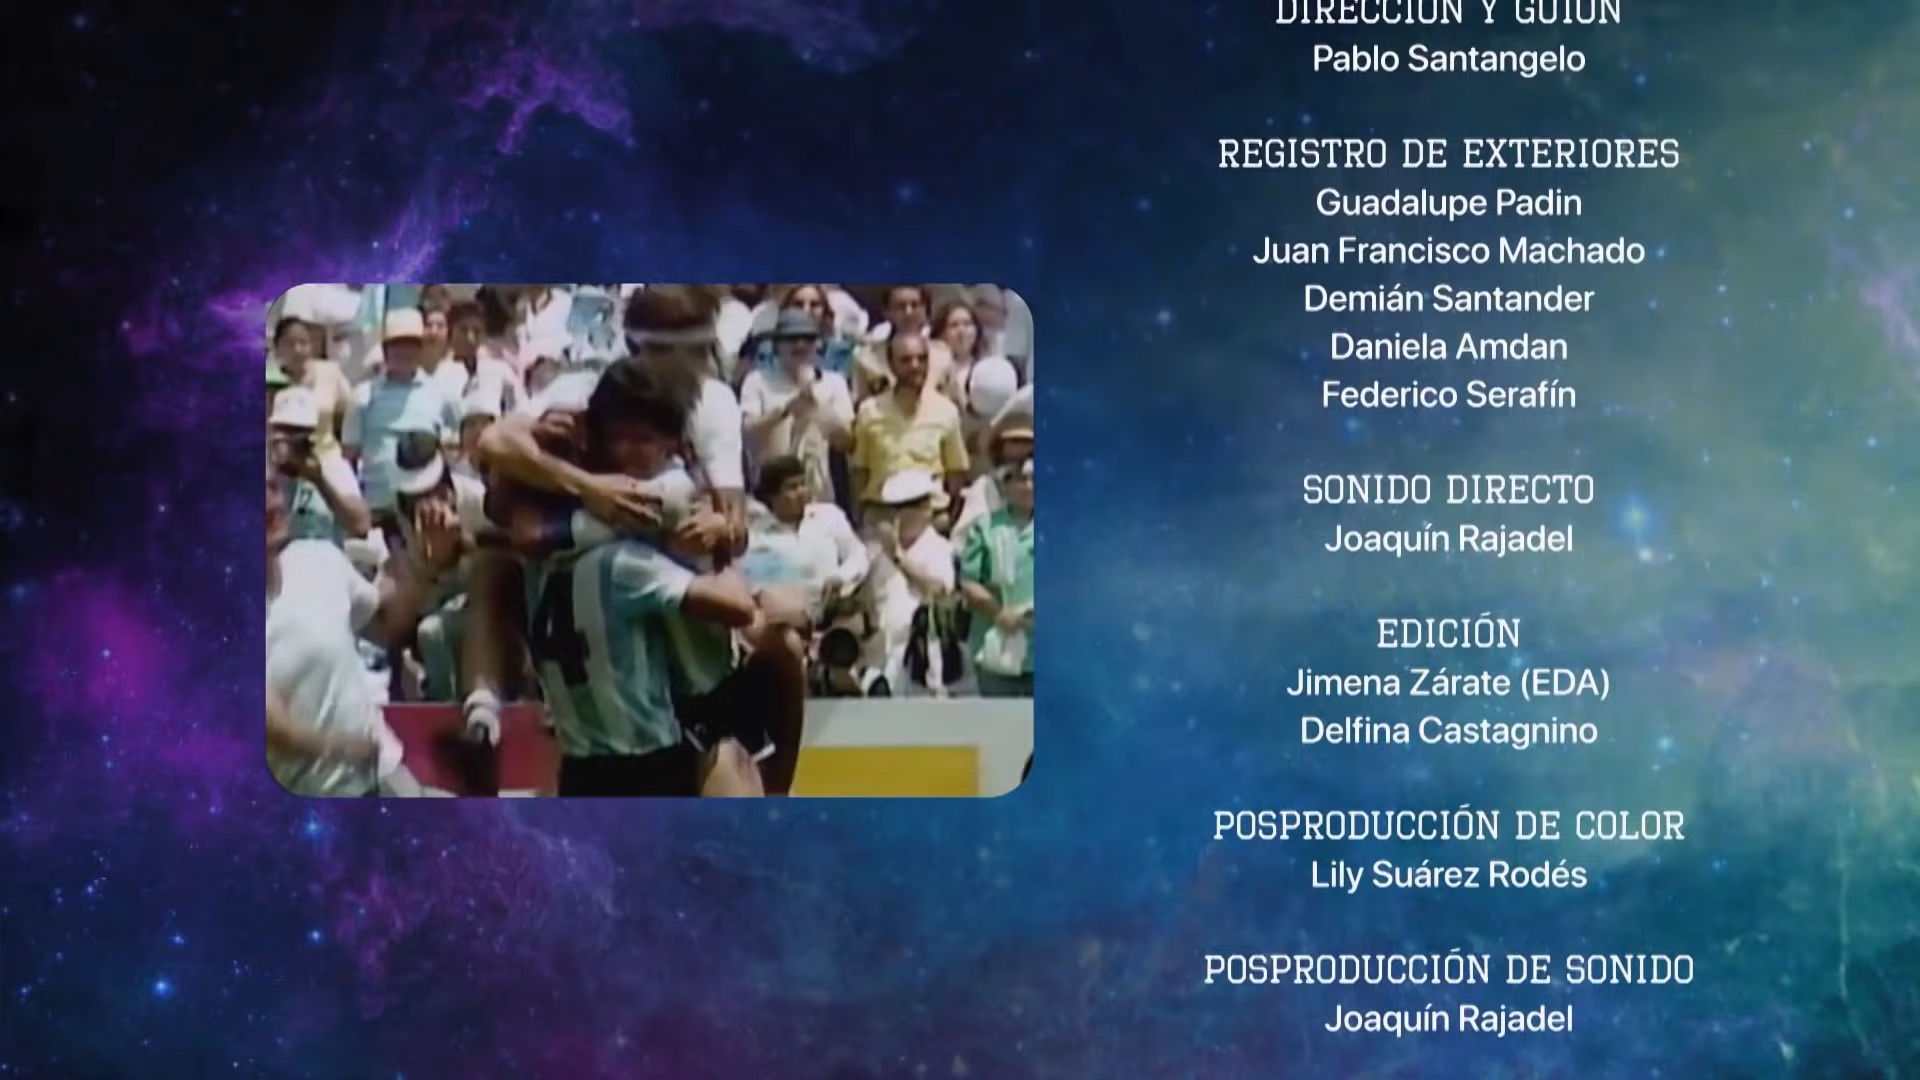 DIRECCIÓN Y GUIÓN
Pablo Santangelo
REGISTRO DE EXTERIORES
Guadalupe Padin
Juan Francisco Machado
Demián Santander
Daniela Amdan
Federico Serafín
SONIDO DIRECTO
Joaquín Rajadel
EDICIÓN
Jimena Zárate (EDA)
Delfina Castagnino
POSPRODUCCIÓN DE COLOR
Lily Suárez Rodés
POSPRODUCCIÓN DE SONIDO
Joaquín Rajadel
4